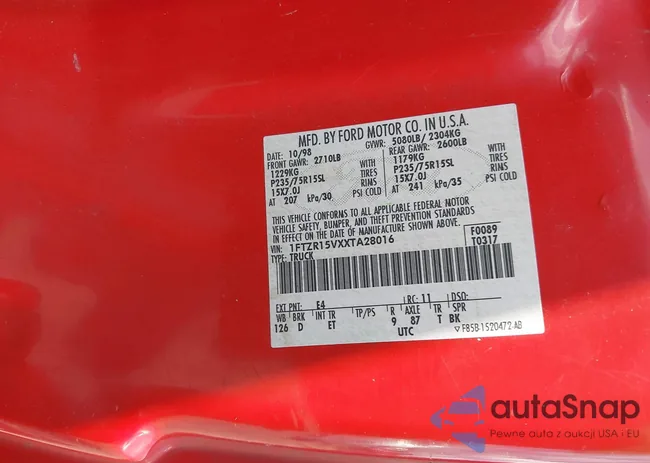 MFD. BY FORD MOTOR CO. IN U.S.A.
DATE: 10/98 GVWR: 5080LB/ 2304KG
FRONT GAWR: 2710LB REAR GAWR: 2600LB
1229KG WITH 1179KG WITH
P235/75R15SL TIRES P235/75R15SL TIRES
15X7.0J RIMS 15X7.0J RIMS
AT 207 kPa/30 PSI COLD AT 241 kPa/35 PSI COLD
THIS VEHICLE CONFORMS TO ALL APPLICABLE FEDERAL MOTOR
VEHICLE SAFETY, BUMPER, AND THEFT PREVENTION STANDARDS
IN EFFECT ON THE DATE OF MANUFACTURE SHOWN ABOVE.
VIN: 1FTZR15VXXTA28016 F0089
TYPE: TRUCK T0317
EXT PNT: E4 RC: 11 DSO:
WB BRK INT TR TP/PS R AXLE TR SPR
126 D ET 9 87 T BK
UTC F85B-1520472-AB
autaSnap
Pewne auta z aukcji USA i EU